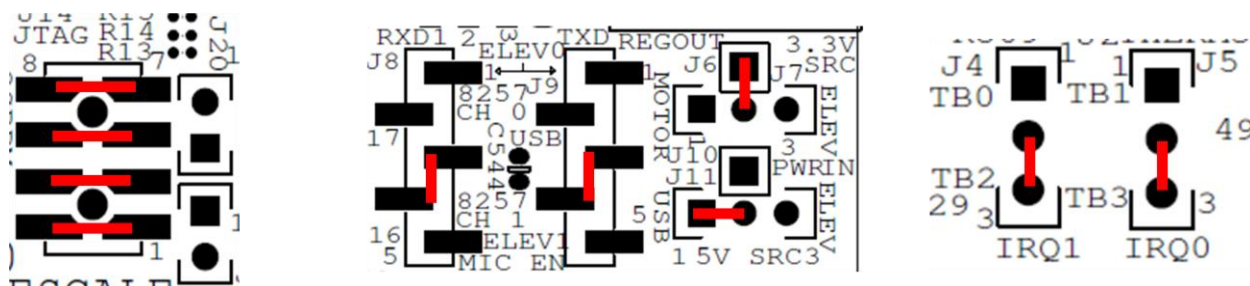 JTAG R14
R13
J20
8 7
1
1
RXD1 2 3 TXD
REGOUT 3.3V
J8 ELEV0 J6 J7 SRC
1 J9 1
8257
CH 0
MOTOR
ELEV
17 USB 1 3
C544
J10 PWRIN
J11
8257
CH 1
USB
ELEV
5
16 ELEV1
5 MIC EN
1 5V SRC3
J4 1 1 J5
TB0 TB1
49
TB2 TB3
29 3 3
IRQ1 IRQ0